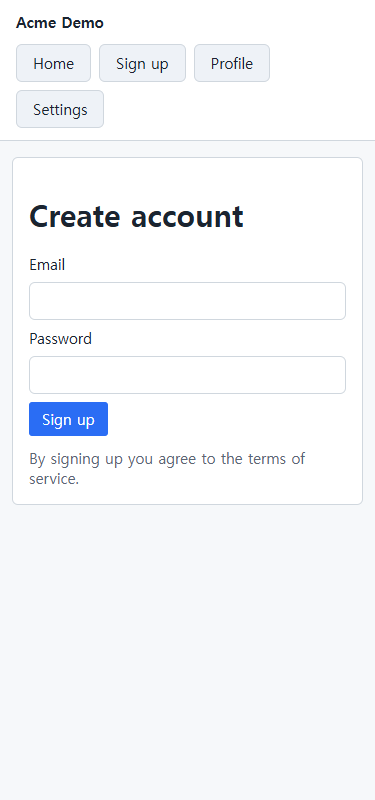 Acme Demo
Home
Sign up
Profile
Settings
Create account
Email
Password
Sign up
By signing up you agree to the terms of
service.